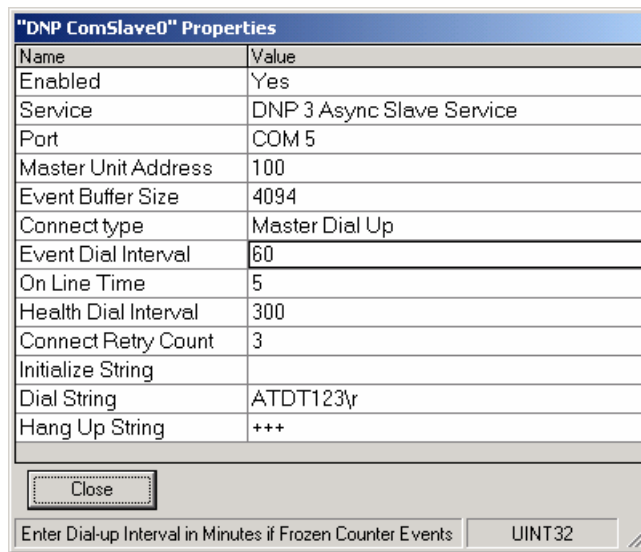 "DNP ComSlave0" Properties
Name Value
Enabled Yes
Service DNP 3 Async Slave Service
Port COM 5
Master Unit Address 100
Event Buffer Size 4094
Connect type Master Dial Up
Event Dial Interval 60
On Line Time 5
Health Dial Interval 300
Connect Retry Count 3
Initialize String
Dial String ATDT123\r
Hang Up String +++
Close
Enter Dial-up Interval in Minutes if Frozen Counter Events UINT32